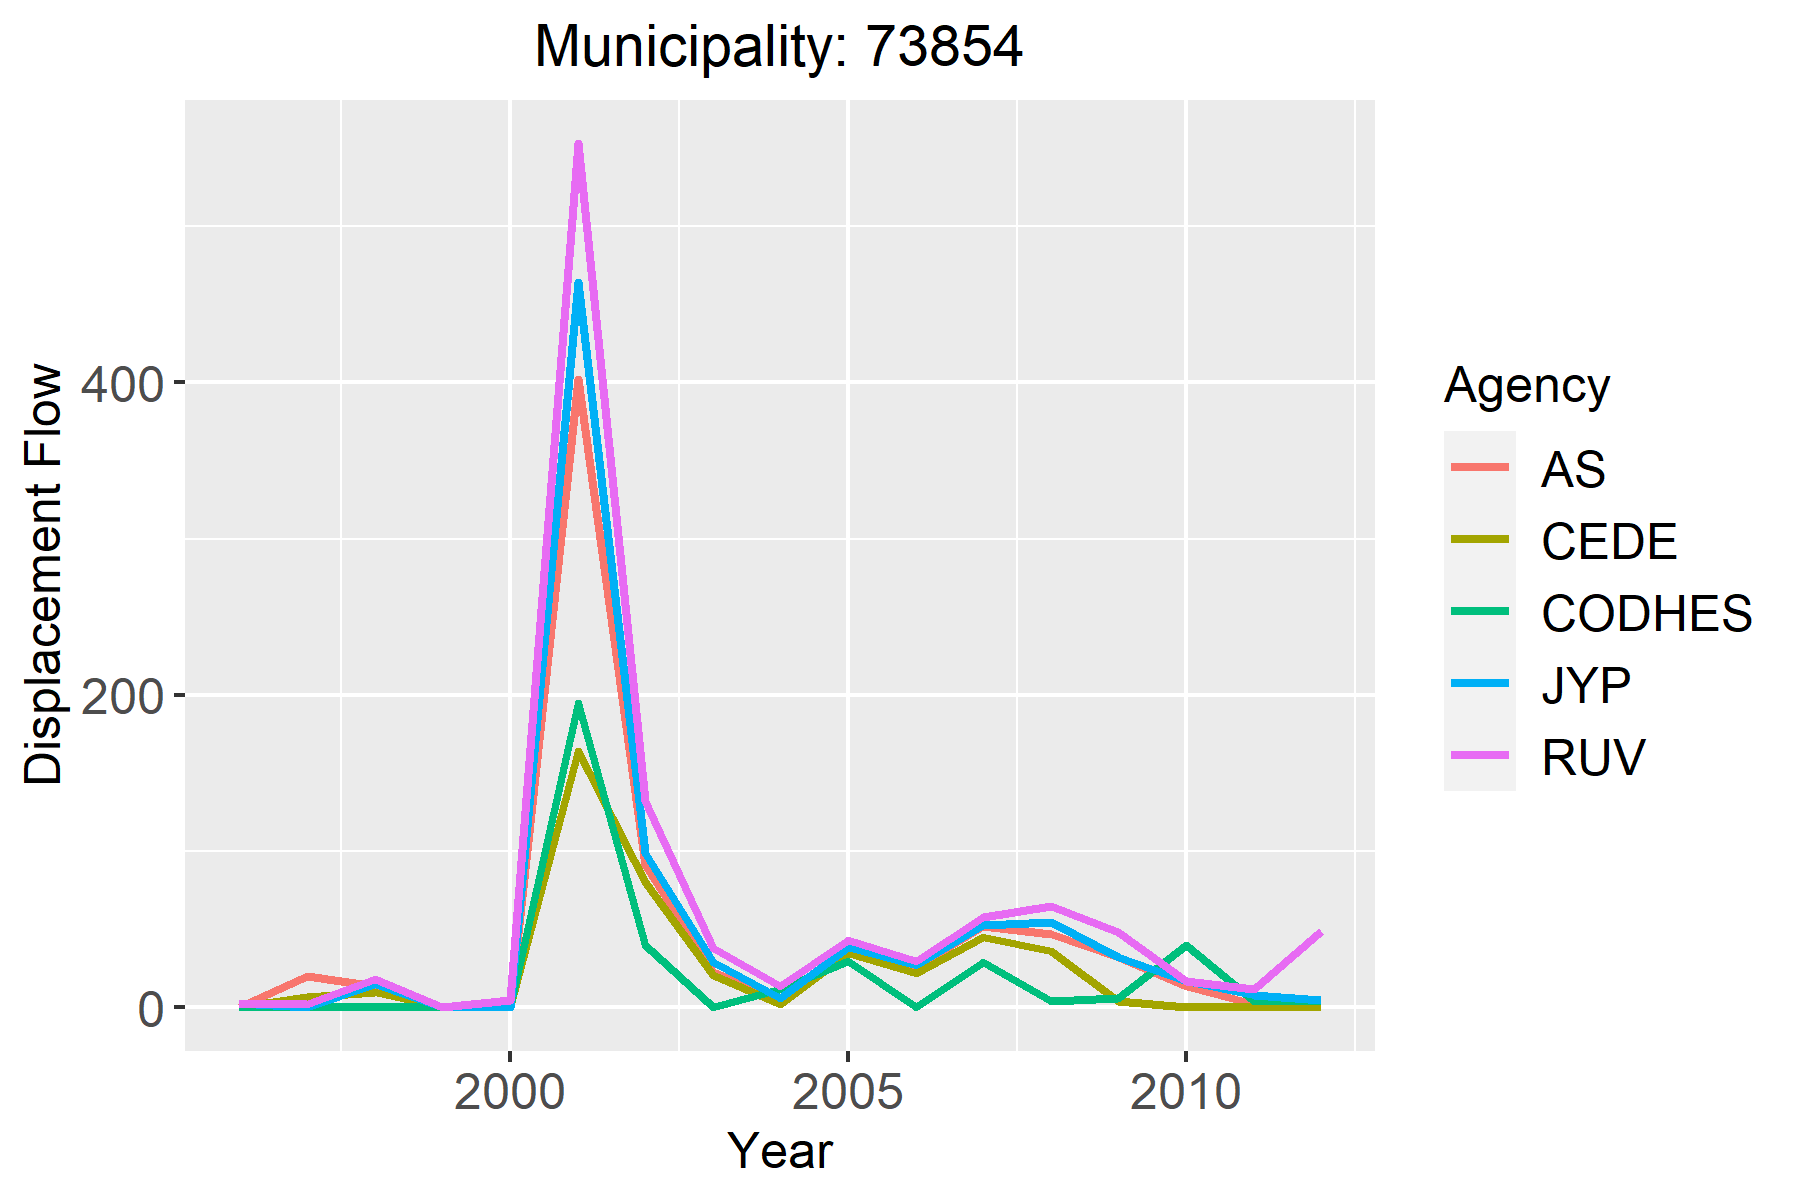 Municipality: 73854
Displacement Flow
400
200
0
2000 2005 2010
Year
Agency
AS
CEDE
CODHES
JYP
RUV